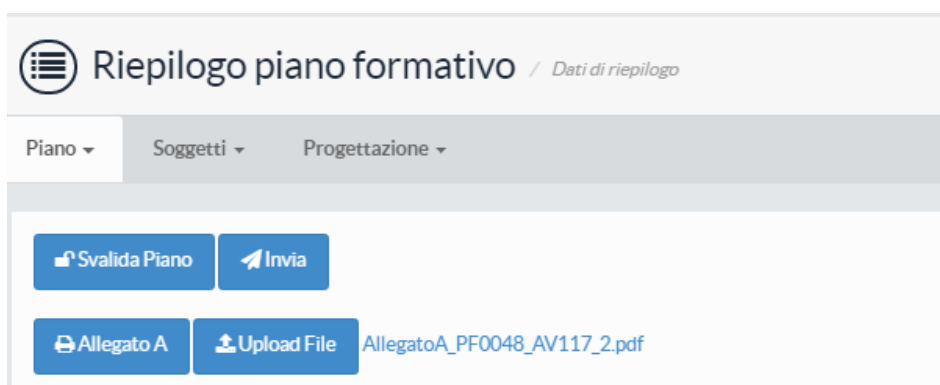 Riepilogo piano formativo / Dati di riepilogo
Piano Soggetti Progettazione
Svalida Piano Invia
Allegato A Upload File AllegatoA_PF0048_AV117_2.pdf